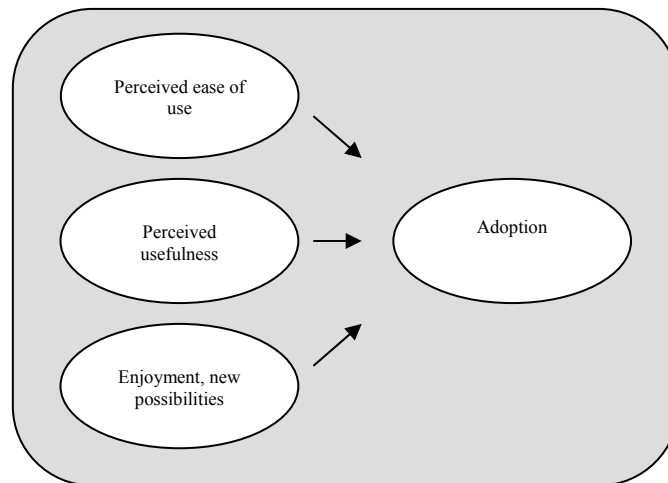 Perceived ease of
use
Perceived
usefulness
Adoption
Enjoyment, new
possibilities